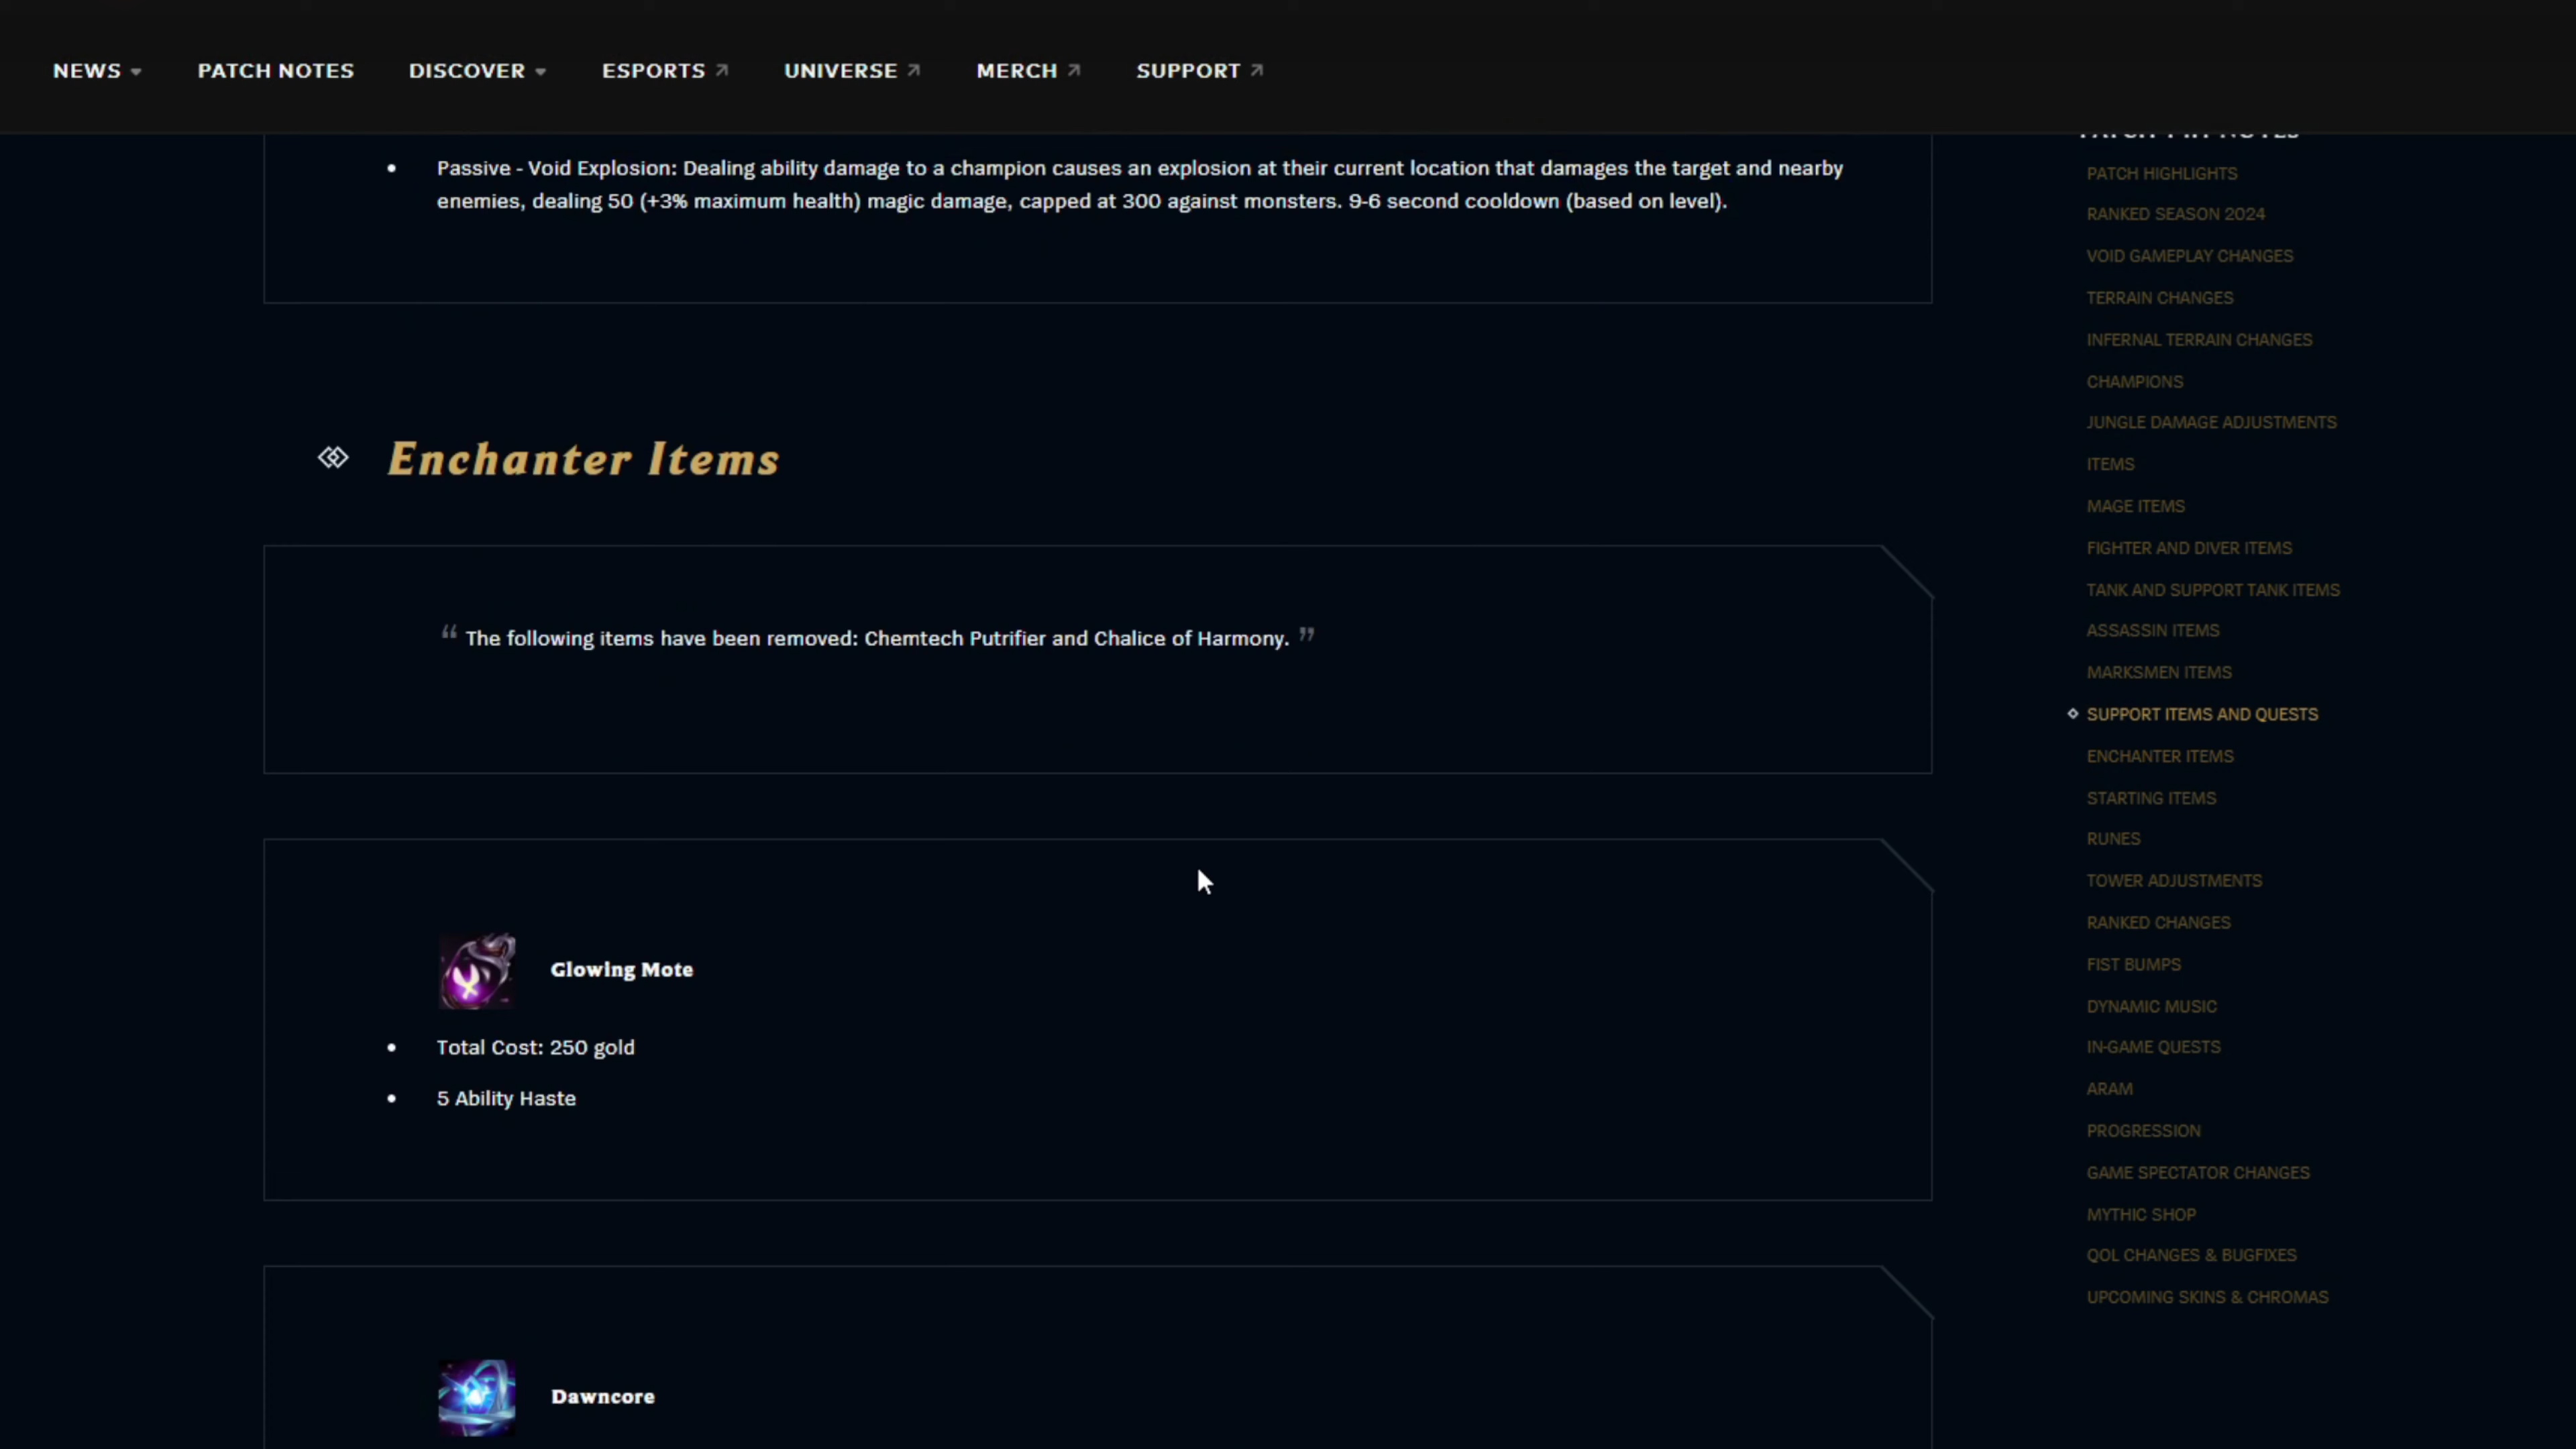 NEWS PATCH NOTES DISCOVER ESPORTS UNIVERSE MERCH SUPPORT
Passive - Void Explosion: Dealing ability damage to a champion causes an explosion at their current location that damages the target and nearby
enemies, dealing 50 (+3% maximum health) magic damage, capped at 300 against monsters. 9-6 second cooldown (based on level).
Enchanter Items
“ The following items have been removed: Chemtech Putrifier and Chalice of Harmony. ”
Glowing Mote
Total Cost: 250 gold
5 Ability Haste
Dawncore
PATCH HIGHLIGHTS
RANKED SEASON 2024
VOID GAMEPLAY CHANGES
TERRAIN CHANGES
INFERNAL TERRAIN CHANGES
CHAMPIONS
JUNGLE DAMAGE ADJUSTMENTS
ITEMS
MAGE ITEMS
FIGHTER AND DIVER ITEMS
TANK AND SUPPORT TANK ITEMS
ASSASSIN ITEMS
MARKSMEN ITEMS
SUPPORT ITEMS AND QUESTS
ENCHANTER ITEMS
STARTING ITEMS
RUNES
TOWER ADJUSTMENTS
RANKED CHANGES
FIST BUMPS
DYNAMIC MUSIC
IN-GAME QUESTS
ARAM
PROGRESSION
GAME SPECTATOR CHANGES
MYTHIC SHOP
QOL CHANGES & BUGFIXES
UPCOMING SKINS & CHROMAS